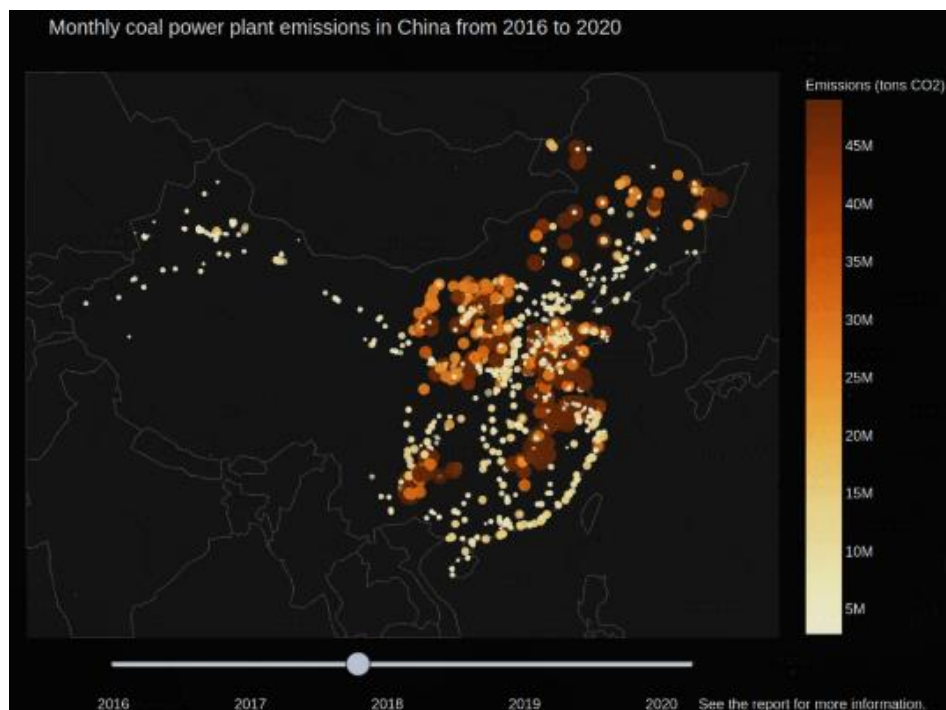 Monthly coal power plant emissions in China from 2016 to 2020
Emissions (tons CO2)
45M
40M
35M
30M
25M
20M
15M
10M
5M
2016 2017 2018 2019 2020 See the report for more information.